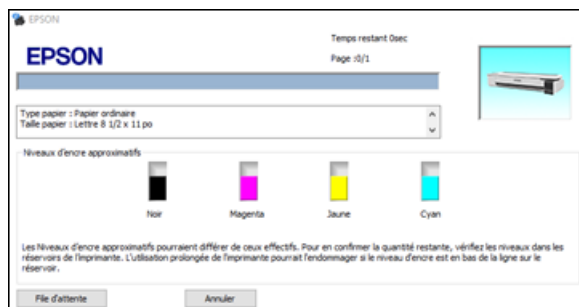 EPSON
Temps restant 0sec
EPSON
Page :0/1
Type papier : Papier ordinaire
Taille papier : Lettre 8 1/2 x 11 po
Niveaux d'encre approximatifs
Noir Magenta Jaune Cyan
Les Niveaux d'encre approximatifs pourraient différer de ceux effectifs. Pour en confirmer la quantité restante, vérifiez les niveaux dans les
réservoirs de l'imprimante. L'utilisation prolongée de l'imprimante pourrait l'endommager si le niveau d'encre est en bas de la ligne sur le
réservoir.
File d'attente Annuler